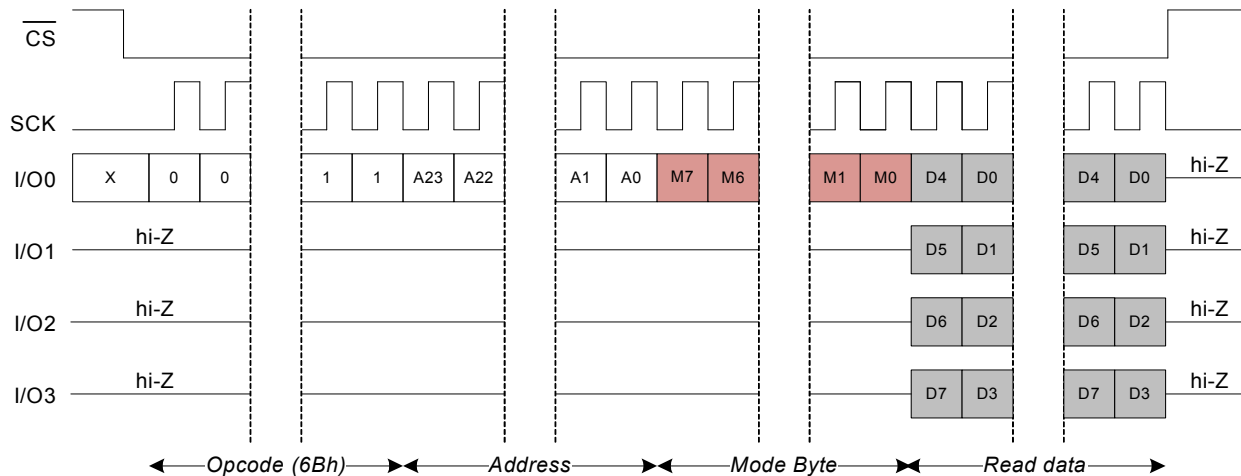 CS
SCK
I/O0 X 0 0 1 1 A23 A22 A1 A0 M7 M6 M1 M0 D4 D0 D4 D0 hi-Z
hi-Z
I/O1 D5 D1 D5 D1 hi-Z
hi-Z
I/O2 D6 D2 D6 D2 hi-Z
hi-Z
I/O3 D7 D3 D7 D3 hi-Z
Opcode (6Bh) Address Mode Byte Read data